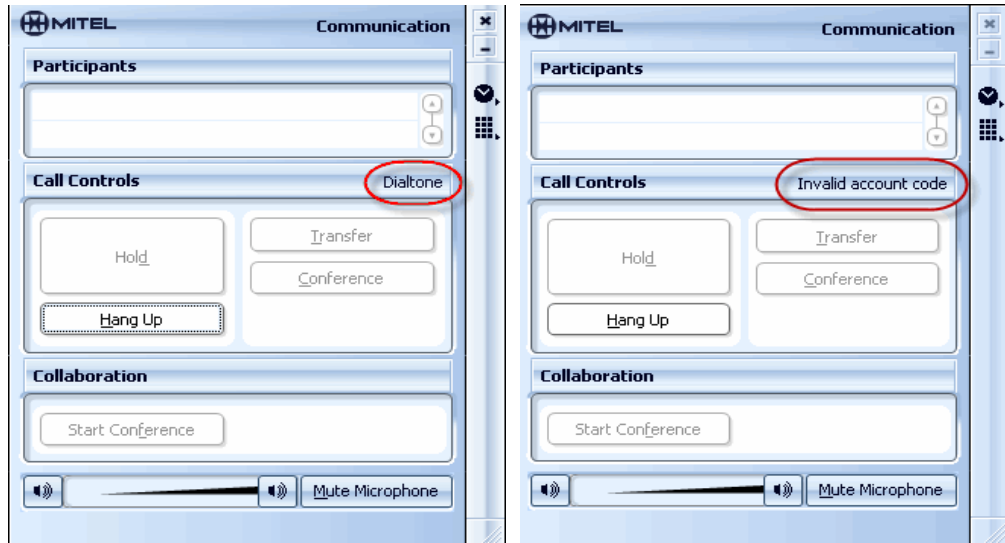 MITEL
Communication
Participants
Call Controls
Dialtone
Hold
Transfer
Conference
Hang Up
Collaboration
Start Conference
Mute Microphone
MITEL
Communication
Participants
Call Controls
Invalid account code
Hold
Transfer
Conference
Hang Up
Collaboration
Start Conference
Mute Microphone